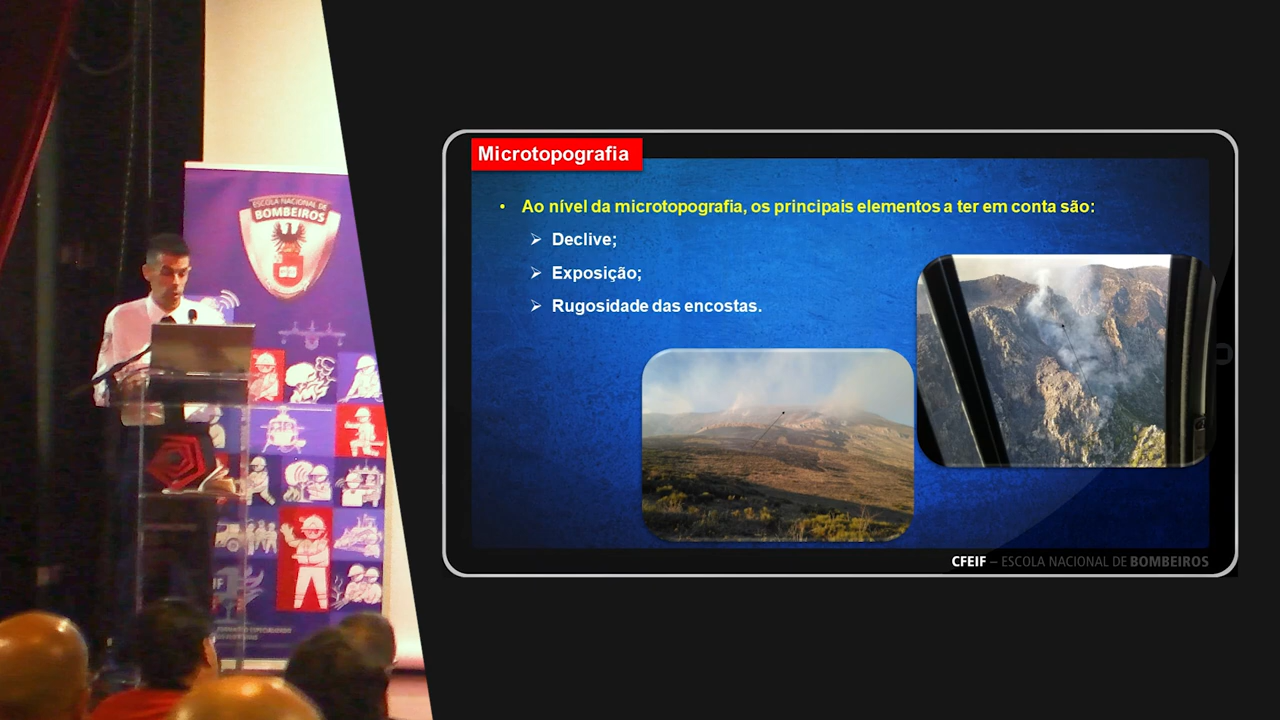 ESCOLA NACIONAL DE
BOMBEIROS
Microtopografia
• Ao nível da microtopografia, os principais elementos a ter em conta são:
➢ Declive;
➢ Exposição;
➢ Rugosidade das encostas.
CFEIF – ESCOLA NACIONAL DE BOMBEIROS